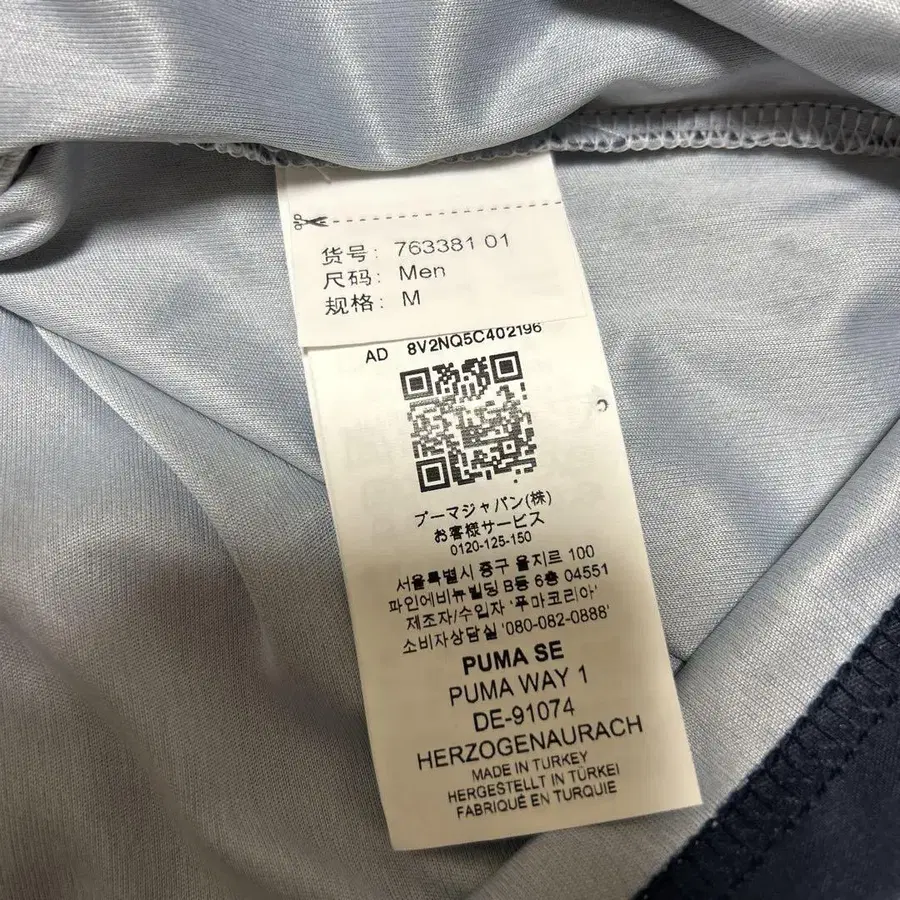 货号: 763381 01
尺码: Men
规格: M
AD 8V2NQ5C402196
プーマジャパン(株)
お客様サービス
0120-125-150
서울특별시 중구 을지르 100
파인에비뉴빌딩 B동 6층 04551
제조자/수입자 '푸마코리아'
소비자상담실 '080-082-0888'
PUMA SE
PUMA WAY 1
DE-91074
HERZOGENAURACH
MADE IN TURKEY
HERGESTELLT IN TÜRKEI
FABRIQUÉ EN TURQUIE